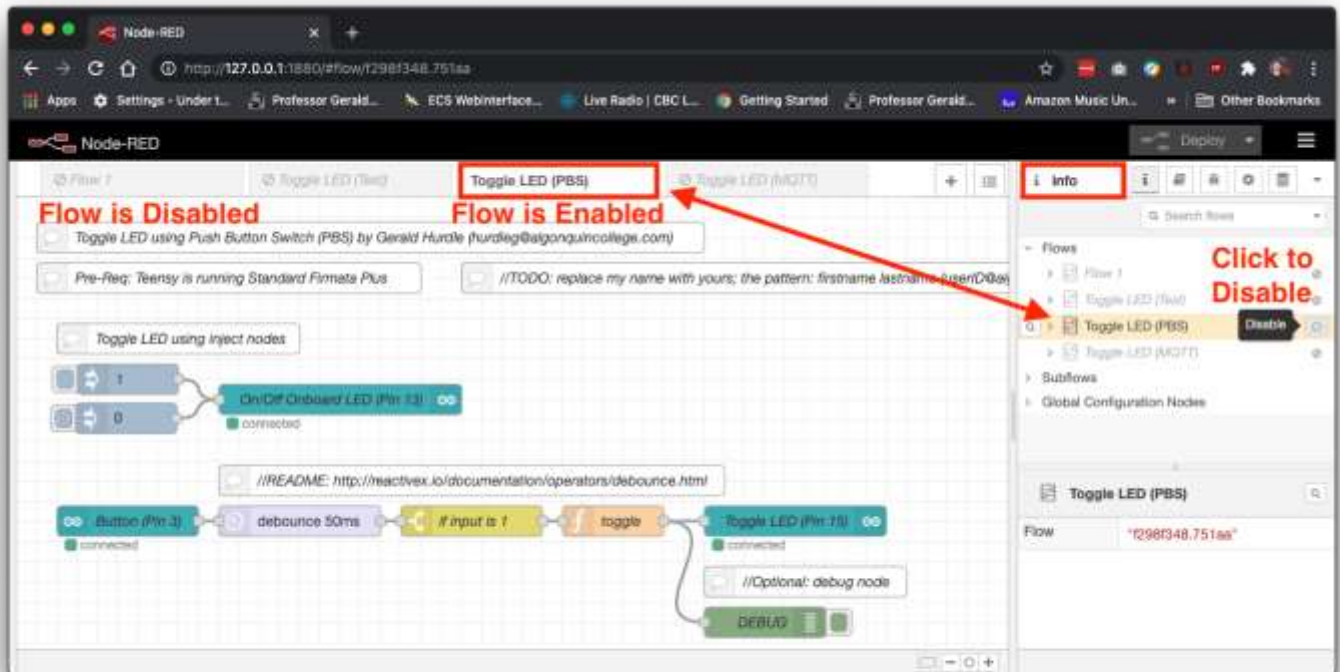 Node-RED
http://127.0.0.1:1880/#flow/f298f348.751aa
Apps
Settings - Under t...
Professor Gerald...
ECS Webinterface...
Live Radio | CBC L...
Getting Started
Professor Gerald...
Amazon Music Un...
Other Bookmarks
Node-RED
Deploy
Flow 1
Toggle LED (Test)
Toggle LED (PBS)
Toggle LED (MQTT)
Info
Flow is Disabled
Flow is Enabled
Search flows
Toggle LED using Push Button Switch (PBS) by Gerald Hurdle (hurdleg@algonquincollege.com)
Pre-Req: Teensy is running Standard Firmata Plus
//TODO: replace my name with yours; the pattern: firstname lastname
Flows
Flow 1
Toggle LED (Test)
Toggle LED (PBS)
Toggle LED (MQTT)
Subflows
Global Configuration Nodes
Click to
Disable
Disable
Toggle LED using inject nodes
1
0
On/Off Onboard LED (Pin 13)
connected
//README: http://reactivex.io/documentation/operators/debounce.html
Button (Pin 3)
connected
debounce 50ms
if input is 1
toggle
Toggle LED (Pin 15)
connected
//Optional: debug node
DEBUG
Toggle LED (PBS)
Flow
"f298f348.751aa"